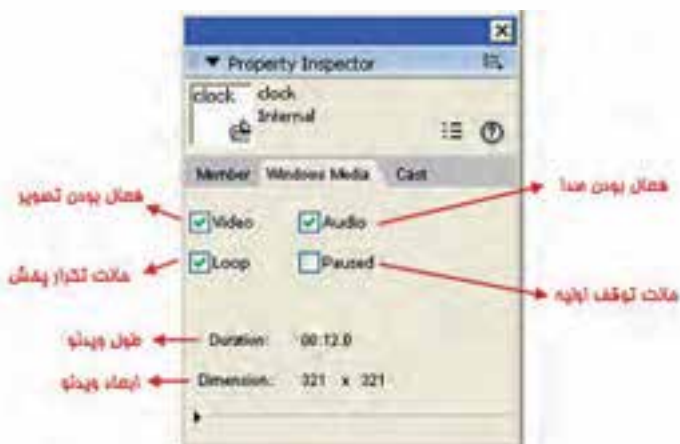 Property Inspector
clock clock
Internal
Member Windows Media Cast
فعال بودن تصویر
Video
Audio
فعال بودن صدا
حالت تکرار پخش
Loop
Paused
حالت توقف اولیه
Duration: 00:12.0
طول ویدئو
Dimension: 321 x 321
ابعاد ویدئو